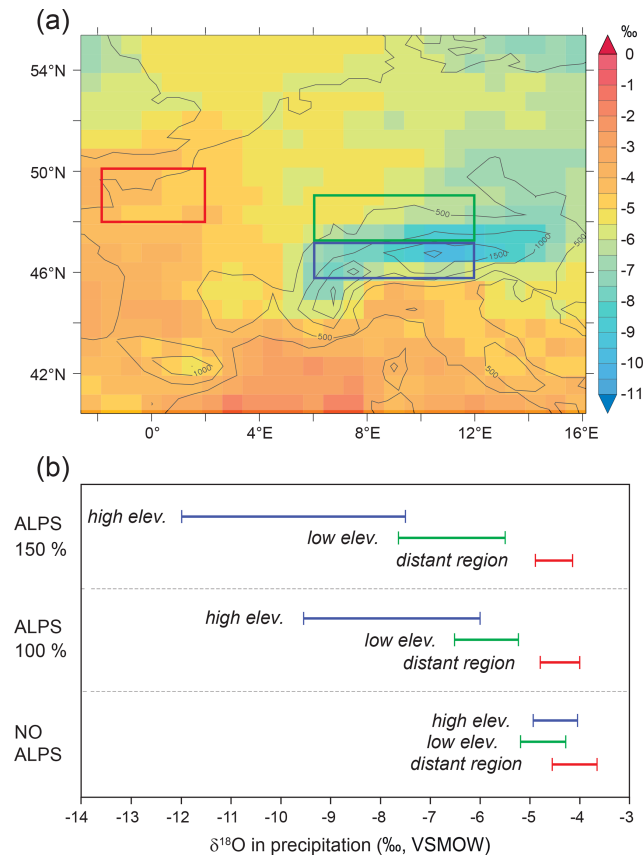 (a)
‰
54°N
50°N
46°N
42°N
0°
4°E
8°E
12°E
16°E
500
1000
1500
500
1000
500
500
0
-1
-2
-3
-4
-5
-6
-7
-8
-9
-10
-11
(b)
ALPS
150 %
high elev.
low elev.
distant region
ALPS
100 %
high elev.
low elev.
distant region
NO
ALPS
high elev.
low elev.
distant region
-14 -13 -12 -11 -10 -9 -8 -7 -6 -5 -4 -3
δ¹⁸O in precipitation (‰, VSMOW)